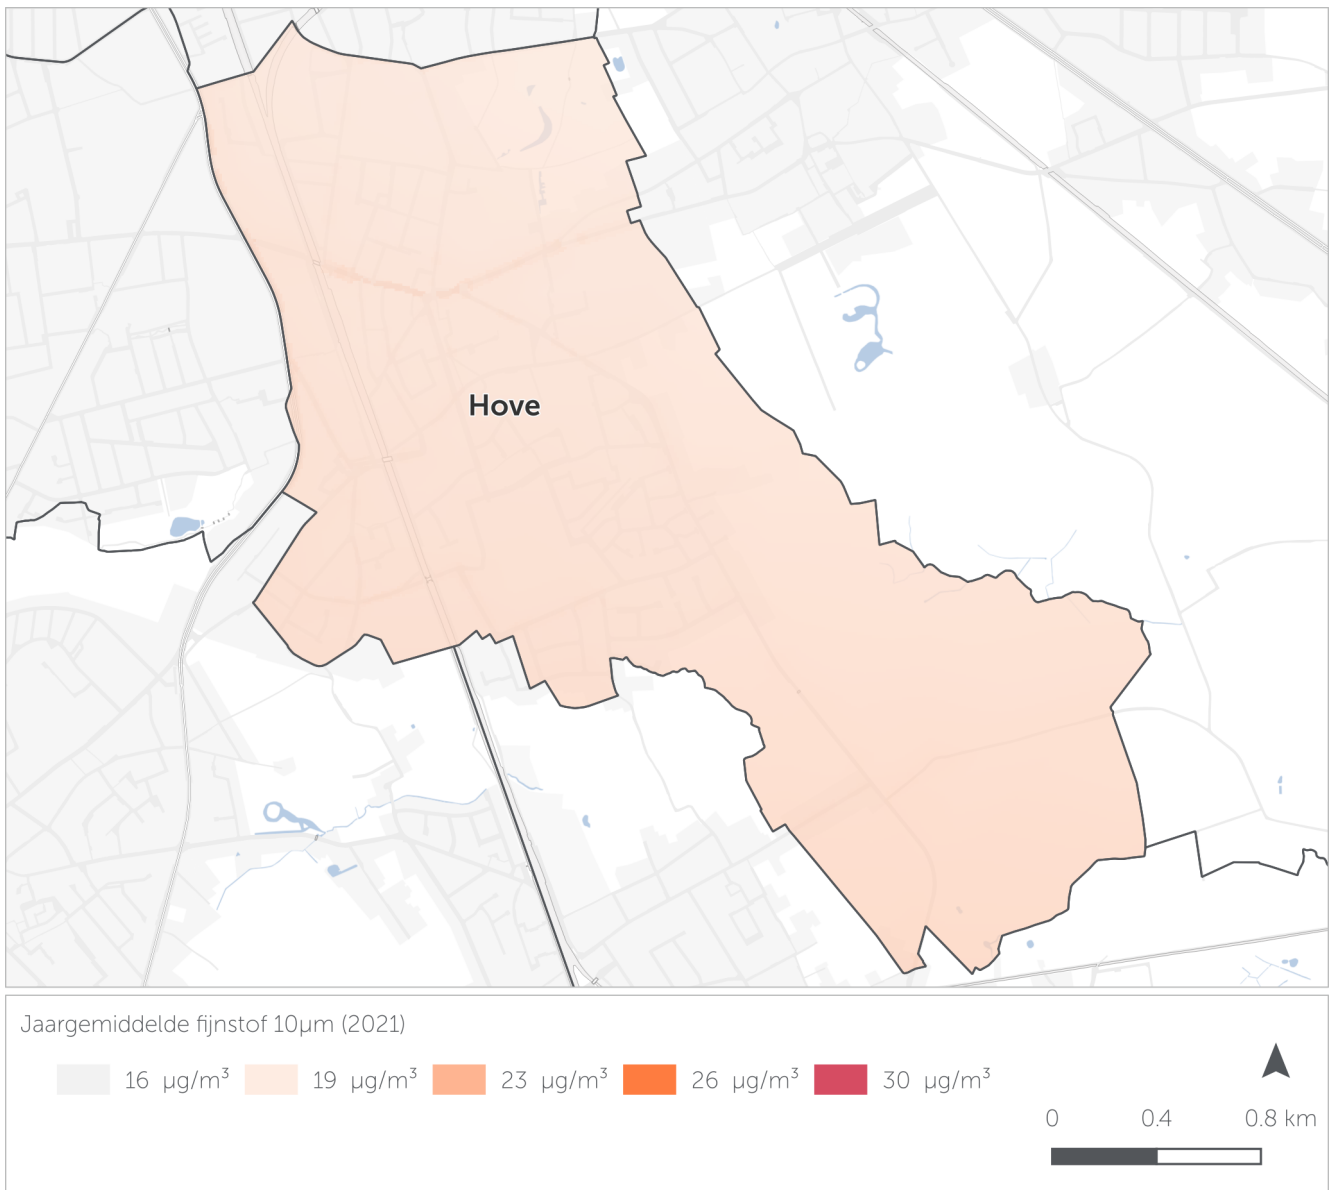 Hove
Jaargemiddelde fijnstof 10µm (2021)
16 µg/m³ 19 µg/m³ 23 µg/m³ 26 µg/m³ 30 µg/m³
0 0.4 0.8 km